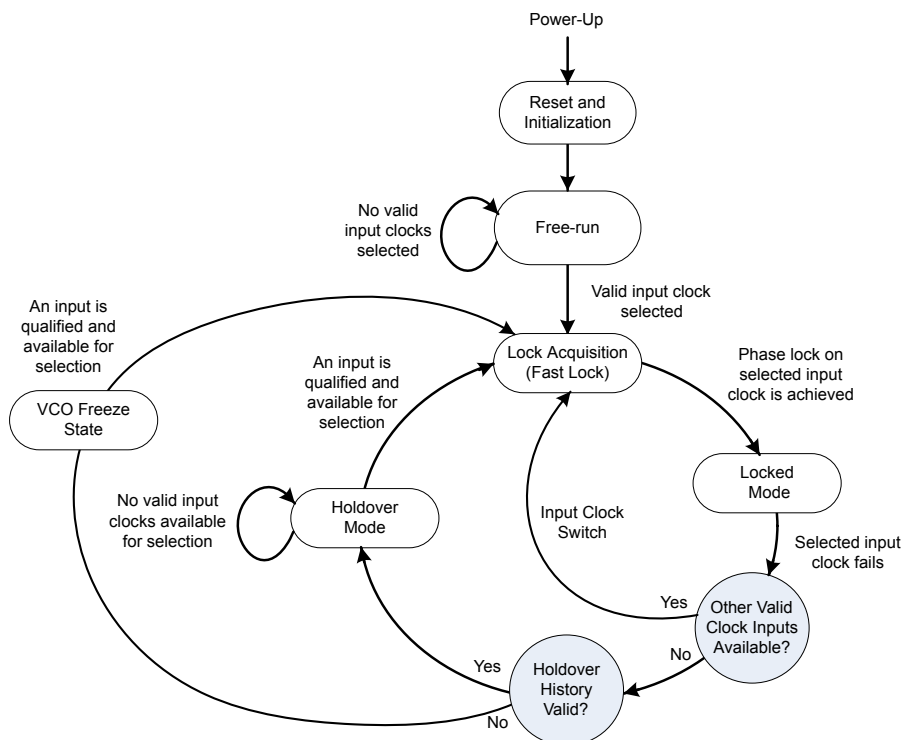 Power-Up
Reset and
Initialization
No valid
input clocks
selected
Free-run
Valid input clock
selected
An input is
qualified and
available for
selection
An input is
qualified and
available for
selection
Lock Acquisition
(Fast Lock)
Phase lock on
selected input
clock is achieved
VCO Freeze
State
Locked
Mode
No valid input
clocks available
for selection
Holdover
Mode
Input Clock
Switch
Selected input
clock fails
Yes
Other Valid
Clock Inputs
Available?
No
Yes
Holdover
History
Valid?
No